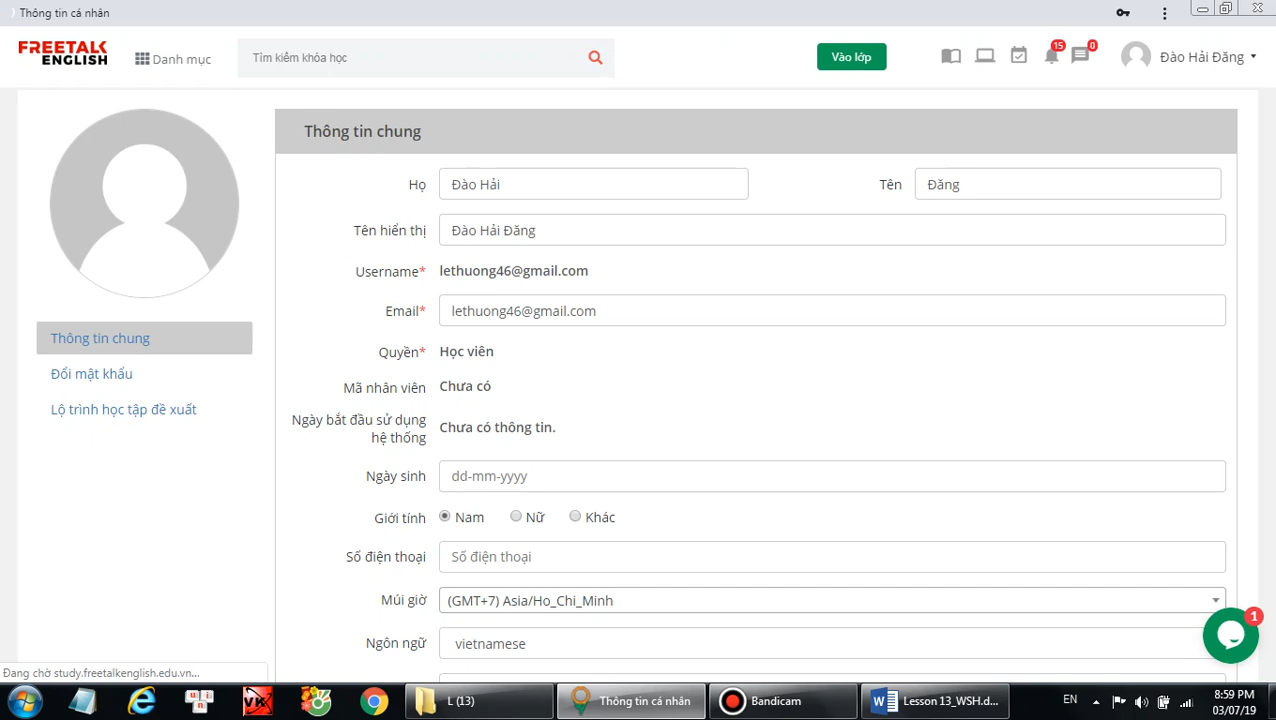 Thông tin cá nhân
FREETALK
ENGLISH
Danh mục
Tìm kiếm khóa học
Vào lớp
15
0
Đào Hải Đăng
Thông tin chung
Đổi mật khẩu
Lộ trình học tập đề xuất
Thông tin chung
Họ Đào Hải Tên Đăng
Tên hiển thị Đào Hải Đăng
Username* lethuong46@gmail.com
Email* lethuong46@gmail.com
Quyền* Học viên
Mã nhân viên Chưa có
Ngày bắt đầu sử dụng
hệ thống
Chưa có thông tin.
Ngày sinh dd-mm-yyyy
Giới tính Nam Nữ Khác
Số điện thoại Số điện thoại
Múi giờ (GMT+7) Asia/Ho_Chi_Minh
Ngôn ngữ vietnamese
1
Đang chờ study.freetalkenglish.edu.vn...
L (13)
Thông tin cá nhân
Bandicam
Lesson 13_WSH.d...
EN
8:59 PM
03/07/19